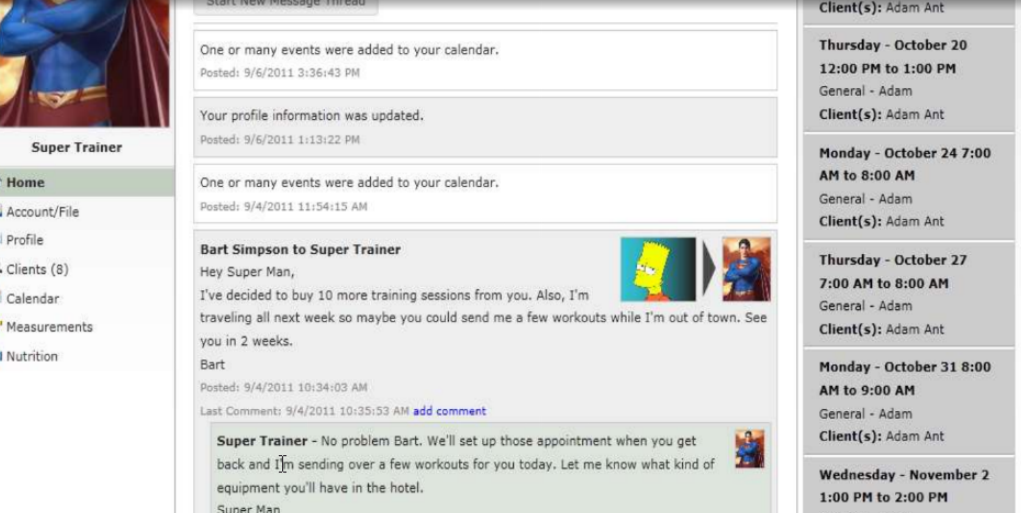 Start New Message Thread
One or many events were added to your calendar.
Posted: 9/6/2011 3:36:43 PM
Your profile information was updated.
Posted: 9/6/2011 1:13:22 PM
One or many events were added to your calendar.
Posted: 9/4/2011 11:54:15 AM
Bart Simpson to Super Trainer
Hey Super Man,
I've decided to buy 10 more training sessions from you. Also, I'm
traveling all next week so maybe you could send me a few workouts while I'm out of town. See
you in 2 weeks.
Bart
Posted: 9/4/2011 10:34:03 AM
Last Comment: 9/4/2011 10:35:53 AM add comment
Super Trainer - No problem Bart. We'll set up those appointment when you get
back and I'm sending over a few workouts for you today. Let me know what kind of
equipment you'll have in the hotel.
Super Man
Super Trainer
Home
Account/File
Profile
Clients (8)
Calendar
Measurements
Nutrition
Client(s): Adam Ant
Thursday - October 20
12:00 PM to 1:00 PM
General - Adam
Client(s): Adam Ant
Monday - October 24 7:00
AM to 8:00 AM
General - Adam
Client(s): Adam Ant
Thursday - October 27
7:00 AM to 8:00 AM
General - Adam
Client(s): Adam Ant
Monday - October 31 8:00
AM to 9:00 AM
General - Adam
Client(s): Adam Ant
Wednesday - November 2
1:00 PM to 2:00 PM